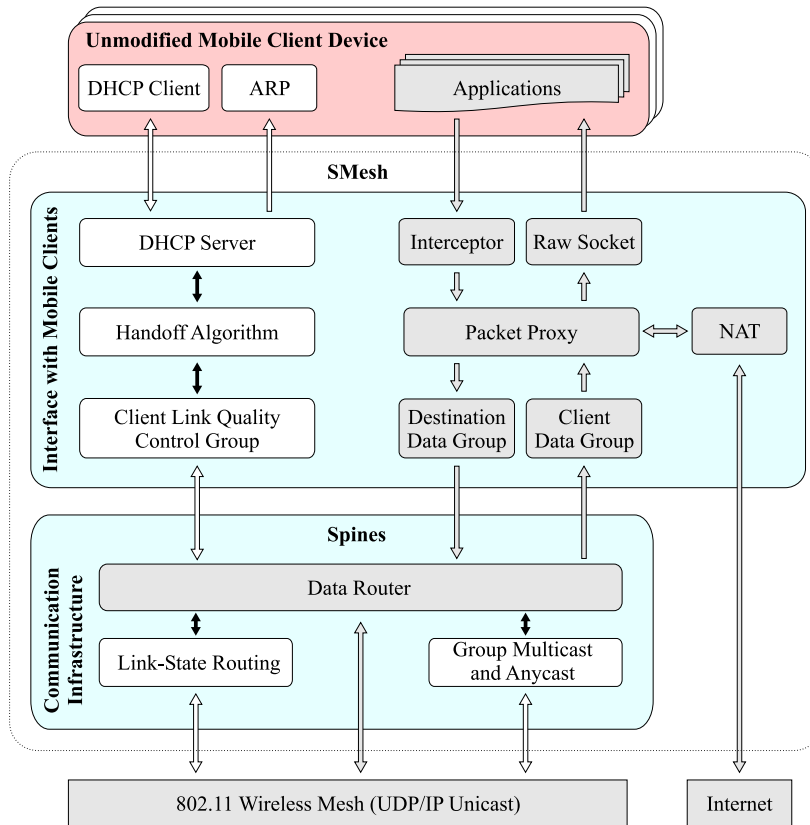 Unmodified Mobile Client Device
DHCP Client
ARP
Applications
SMesh
Interface with Mobile Clients
DHCP Server
Interceptor
Raw Socket
Handoff Algorithm
Packet Proxy
NAT
Client Link Quality
Control Group
Destination
Data Group
Client
Data Group
Spines
Communication
Infrastructure
Data Router
Link-State Routing
Group Multicast
and Anycast
802.11 Wireless Mesh (UDP/IP Unicast)
Internet